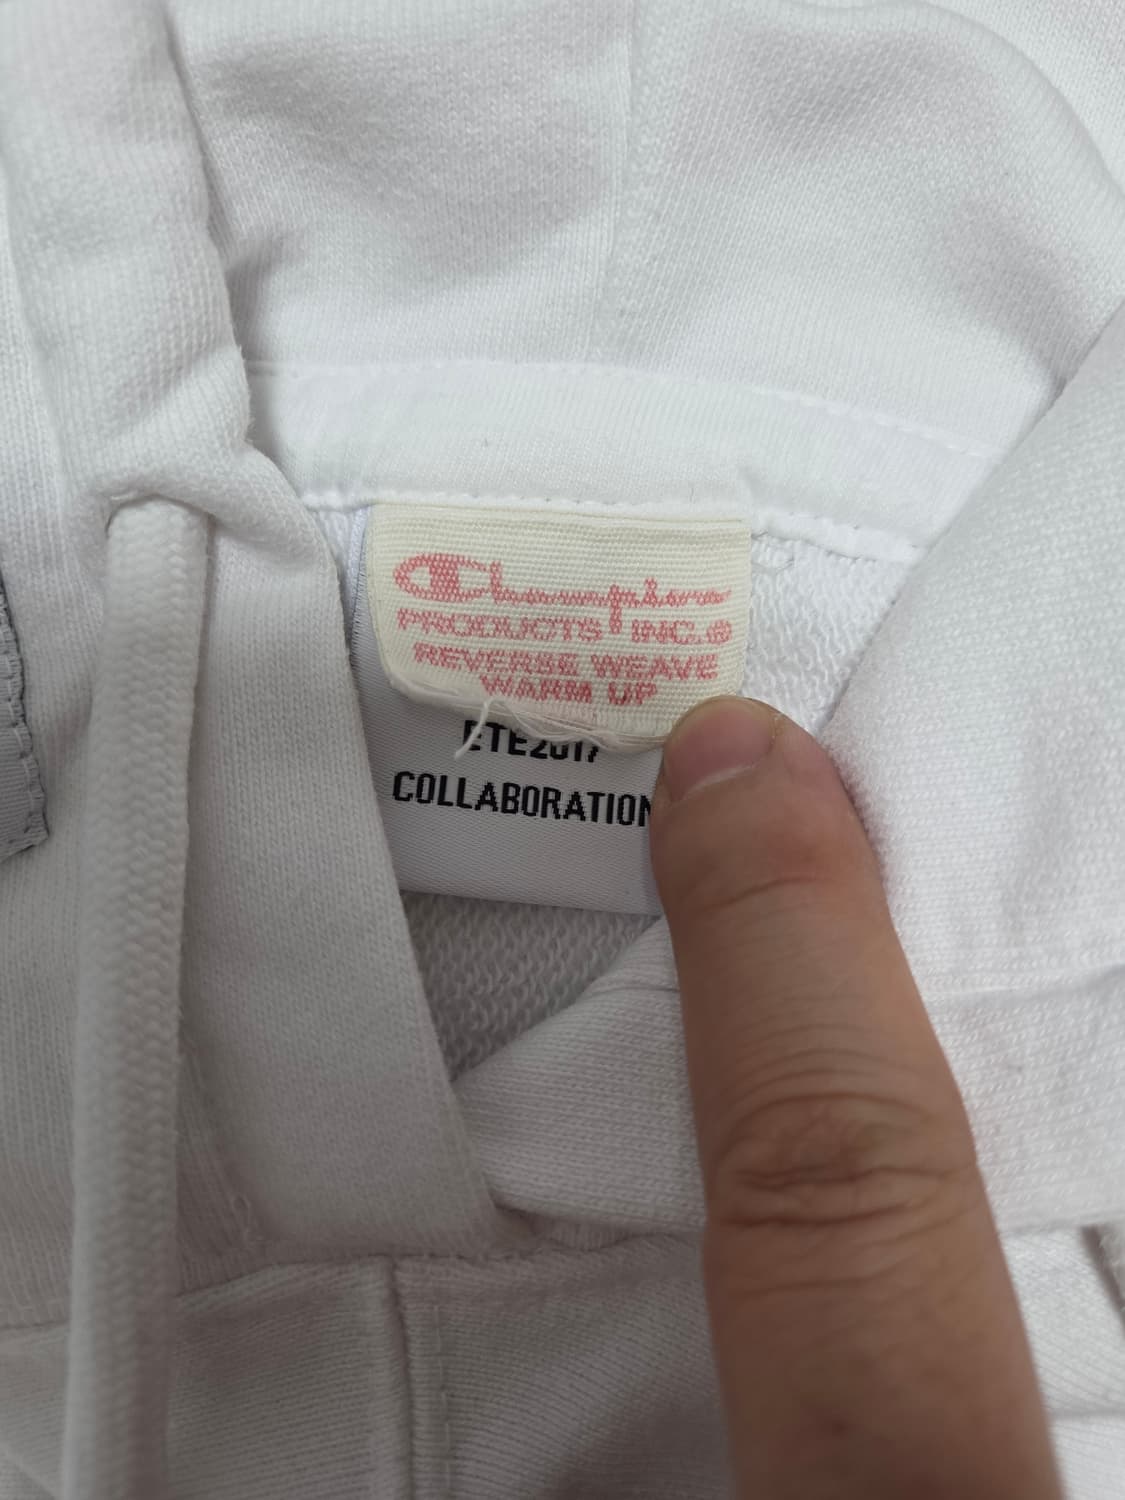 Champion
PRODUCTS INC.®
REVERSE WEAVE
WARM UP
ETE2017
COLLABORATION